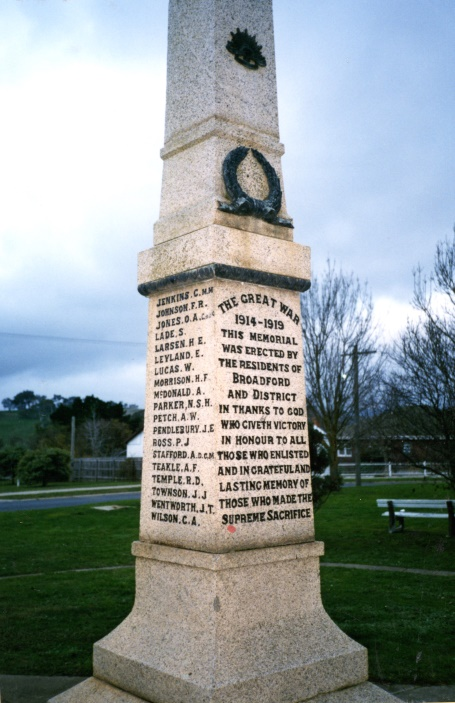 JENKINS. C. M.M
JOHNSON. F. R.
JONES. O. A.
LADE. S.
LARSEN. H. E.
LEYLAND. E.
LUCAS. W.
MORRISON. H. F.
McDONALD. A.
PARKER. N. S. H.
PETCH. A. W.
PENDLEBURY. J. E.
ROSS. P. J.
STAFFORD. A. D.C.M.
TEAKLE. A. F.
TEMPLE. R. D.
TOWNSON. J. J.
WENTWORTH. J. T.
WILSON. C. A.
THE GREAT WAR
1914-1919
THIS MEMORIAL
WAS ERECTED BY
THE RESIDENTS OF
BROADFORD
AND DISTRICT
IN THANKS TO GOD
WHO GIVETH VICTORY
IN HONOUR TO ALL
THOSE WHO ENLISTED
AND IN GRATEFUL AND
LASTING MEMORY OF
THOSE WHO MADE THE
SUPREME SACRIFICE